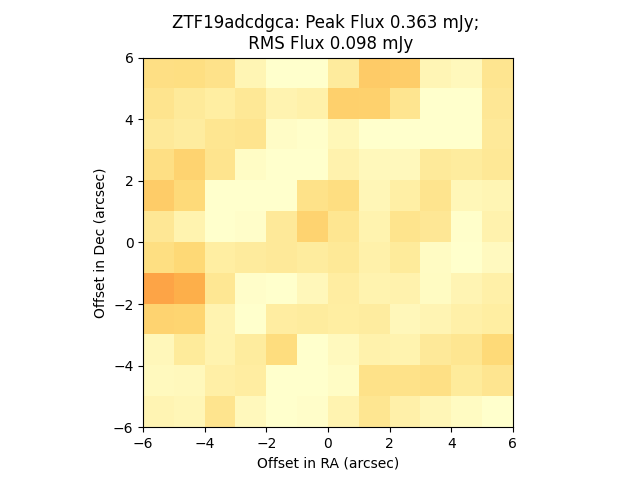 ZTF19adcdgca: Peak Flux 0.363 mJy;
RMS Flux 0.098 mJy
6
4
2
0
−2
−4
−6
Offset in Dec (arcsec)
−6 −4 −2 0 2 4 6
Offset in RA (arcsec)